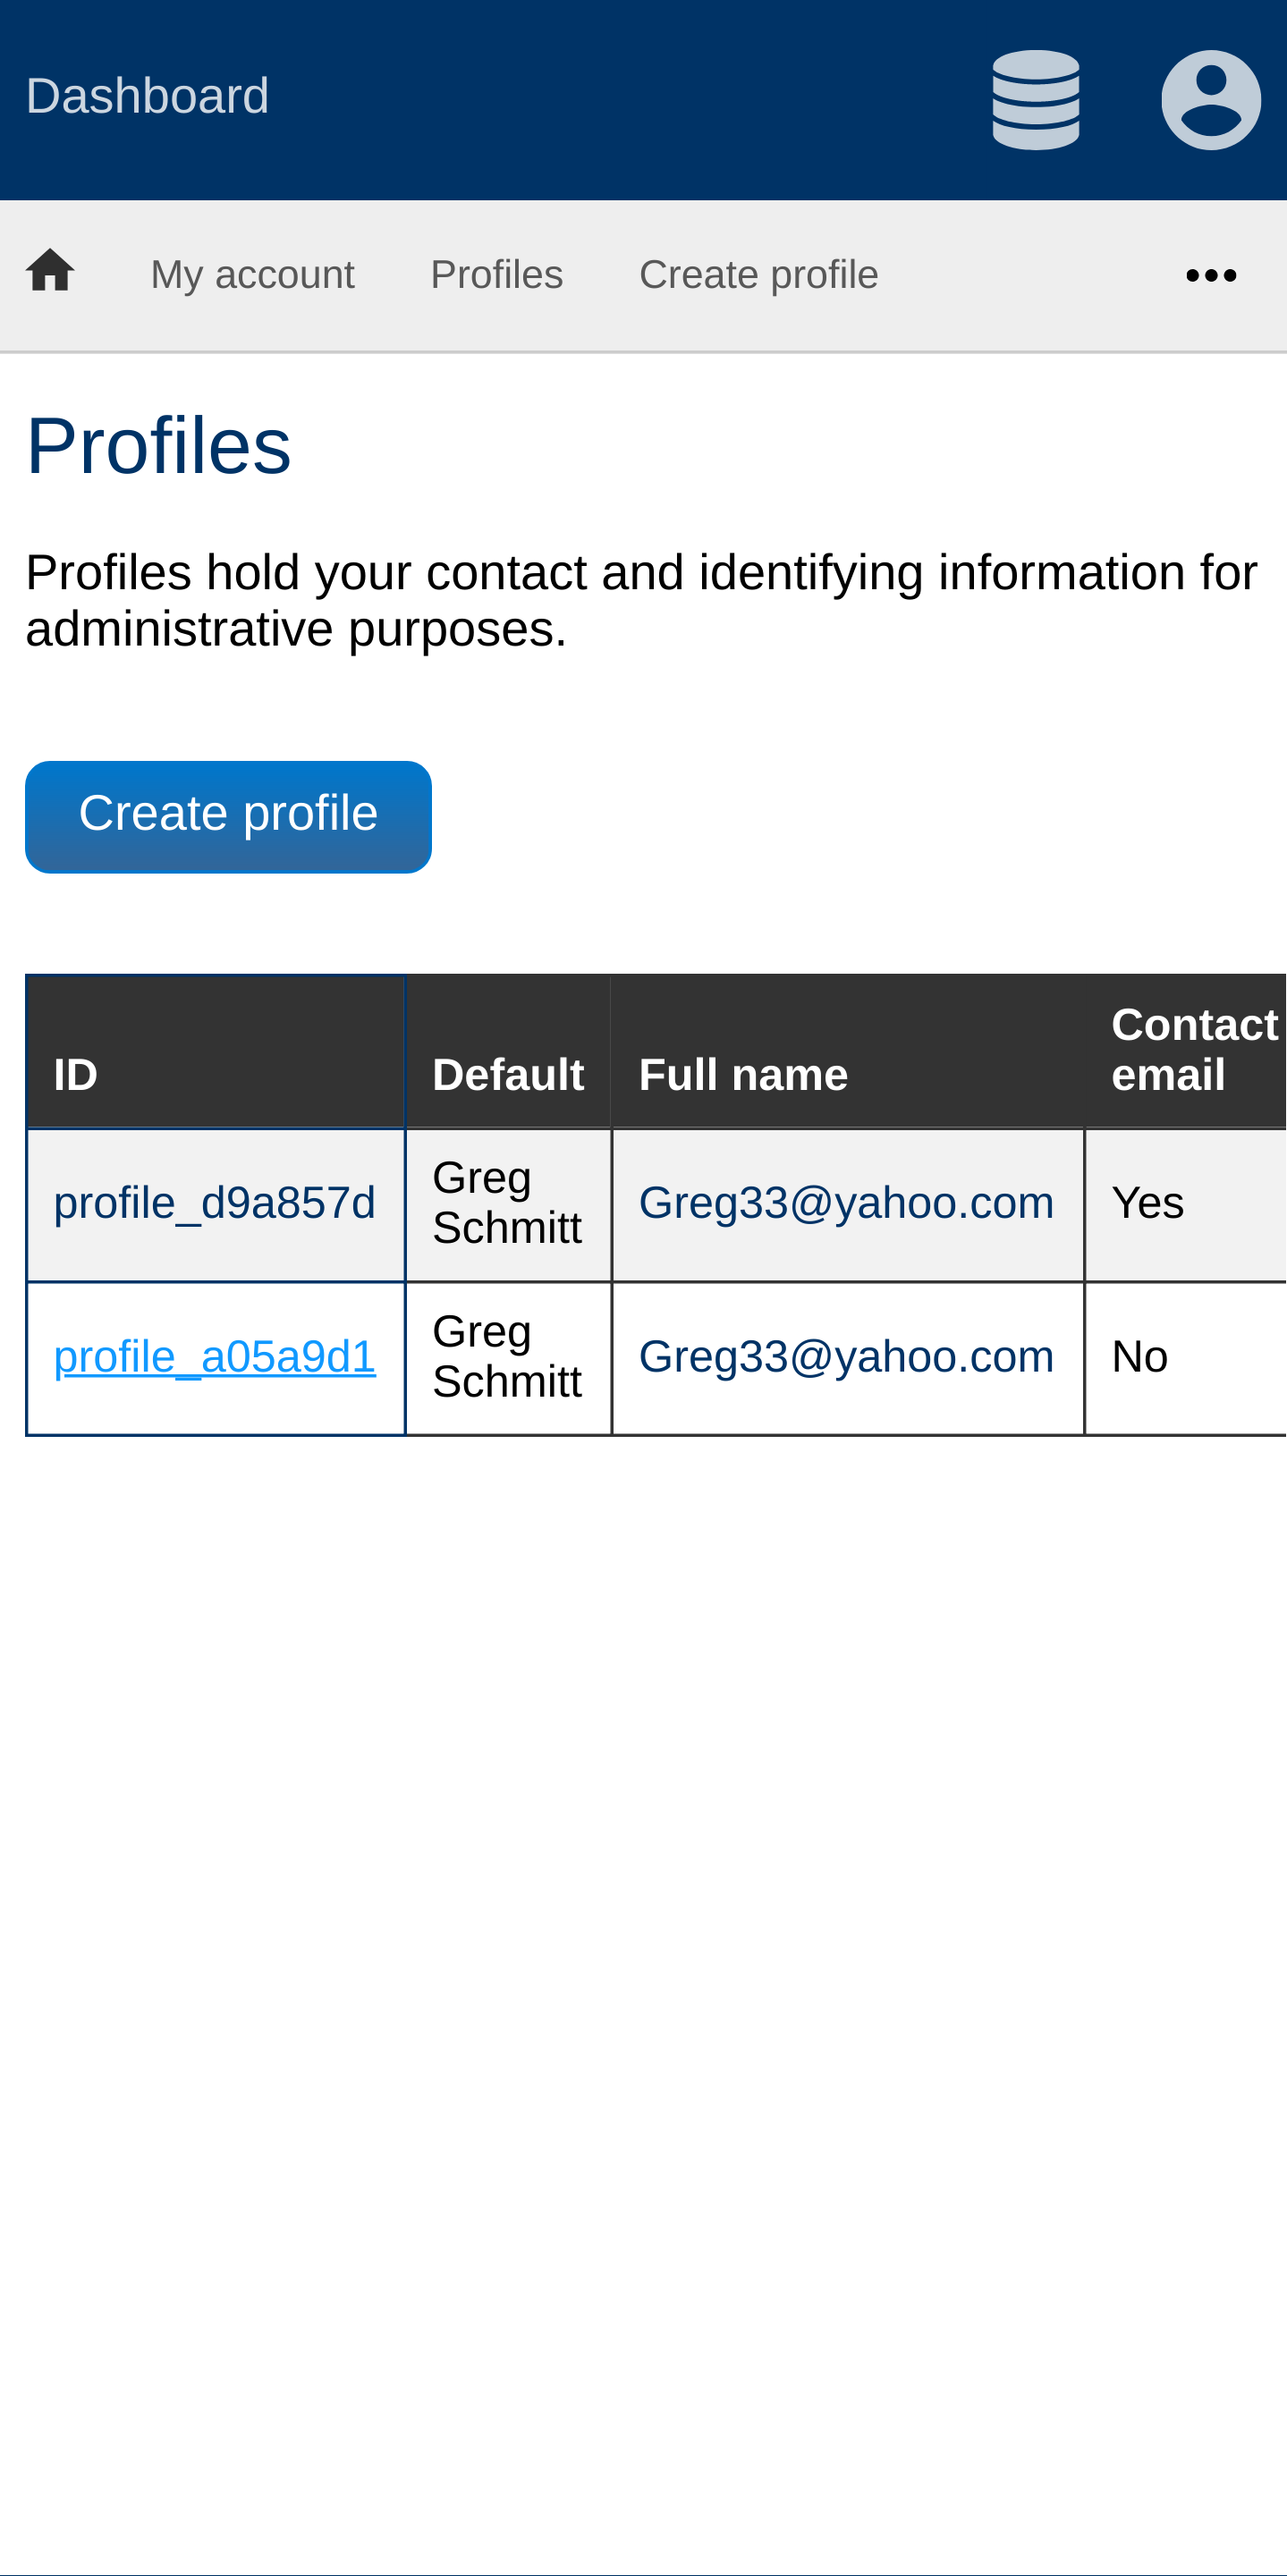 Dashboard
My account Profiles Create profile
Profiles
Profiles hold your contact and identifying information for
administrative purposes.
Create profile
ID Default Full name Contact email
profile_d9a857d Greg Schmitt Greg33@yahoo.com Yes
profile_a05a9d1 Greg Schmitt Greg33@yahoo.com No